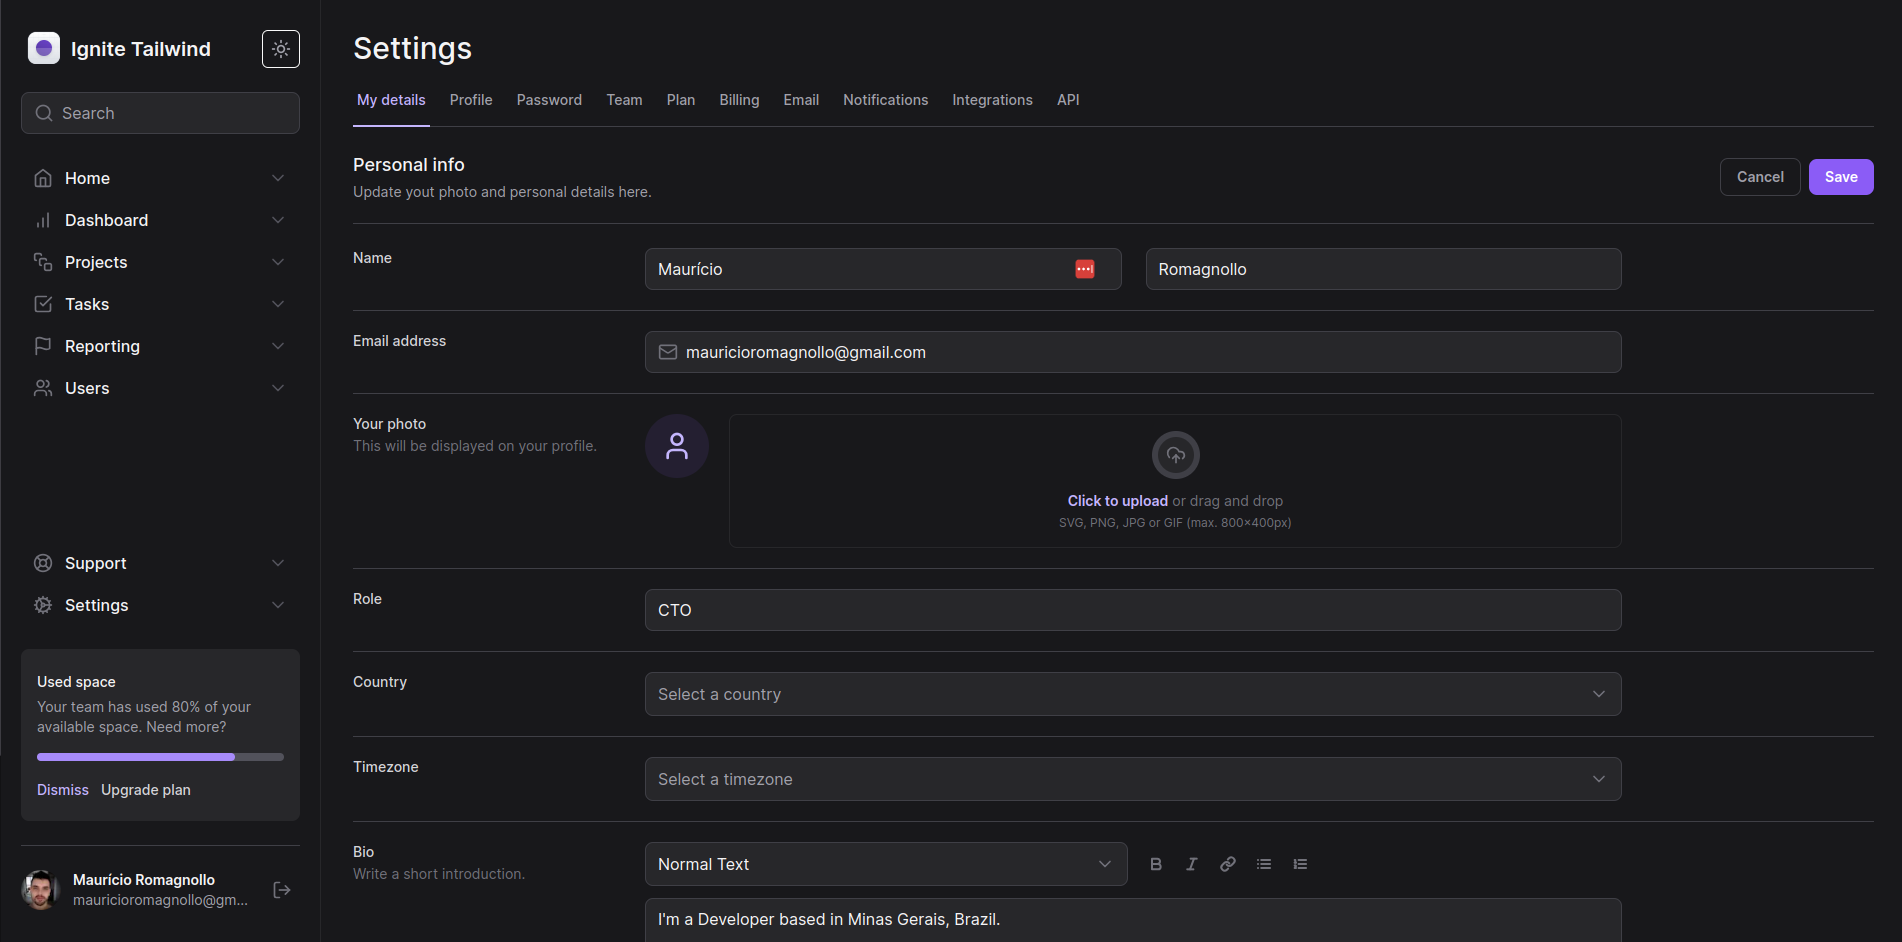 Ignite Tailwind
Search
Home
Dashboard
Projects
Tasks
Reporting
Users
Support
Settings
Used space
Your team has used 80% of your
available space. Need more?
Dismiss Upgrade plan
Maurício Romagnollo
mauricioromagnollo@gm...
Settings
My details Profile Password Team Plan Billing Email Notifications Integrations API
Personal info
Update yout photo and personal details here.
Cancel Save
Name
Maurício Romagnollo
Email address
mauricioromagnollo@gmail.com
Your photo
This will be displayed on your profile.
Click to upload or drag and drop
SVG, PNG, JPG or GIF (max. 800×400px)
Role
CTO
Country
Select a country
Timezone
Select a timezone
Bio
Write a short introduction.
Normal Text
I'm a Developer based in Minas Gerais, Brazil.